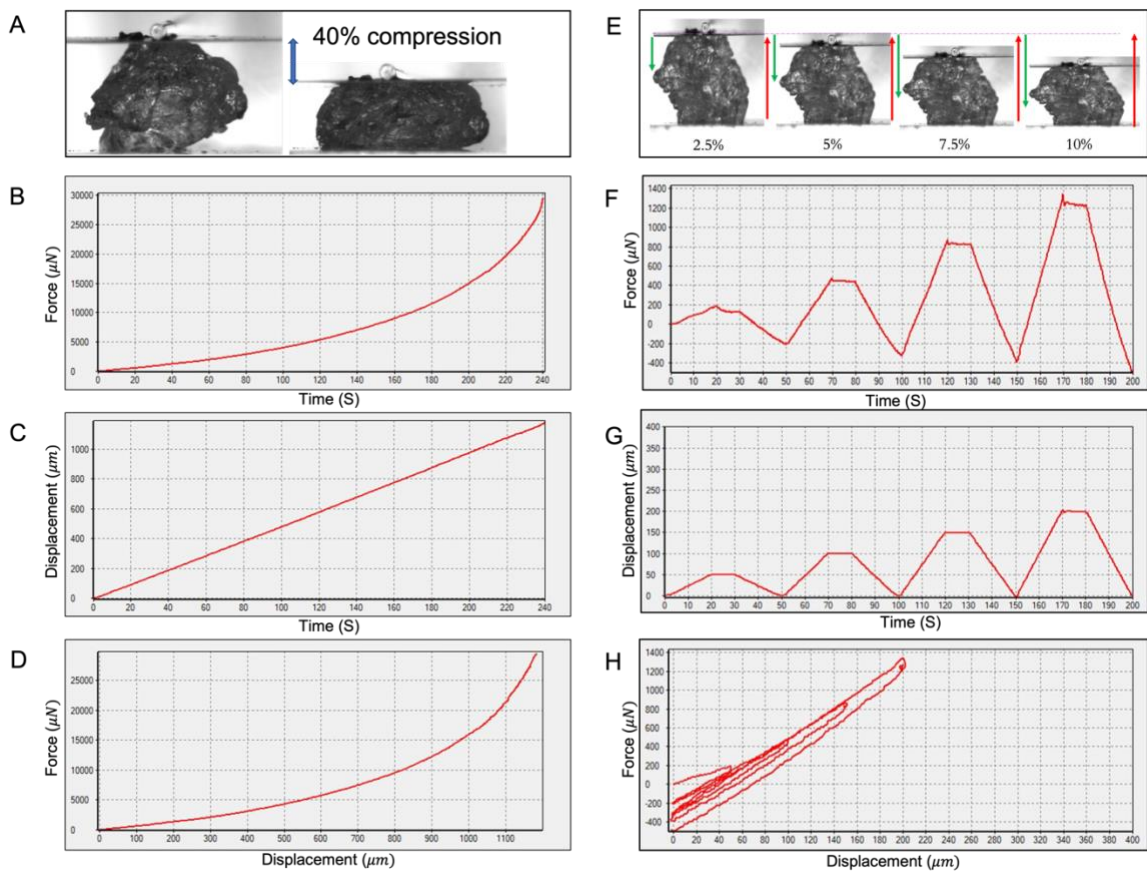 A
40% compression
B
30000
25000
20000
15000
10000
5000
0
Force (μN)
0 20 40 60 80 100 120 140 160 180 200 220 240
Time (S)
C
1000
800
600
400
200
0
Displacement (μm)
0 20 40 60 80 100 120 140 160 180 200 220 240
Time (S)
D
25000
20000
15000
10000
5000
0
Force (μN)
0 100 200 300 400 500 600 700 800 900 1000 1100
Displacement (μm)
E
2.5% 5% 7.5% 10%
F
1400
1200
1000
800
600
400
200
0
-200
-400
Force (μN)
0 10 20 30 40 50 60 70 80 90 100 110 120 130 140 150 160 170 180 190 200
Time (S)
G
400
350
300
250
200
150
100
50
0
Displacement (μm)
0 10 20 30 40 50 60 70 80 90 100 110 120 130 140 150 160 170 180 190 200
Time (S)
H
1400
1200
1000
800
600
400
200
0
-200
-400
Force (μN)
0 20 40 60 80 100 120 140 160 180 200 220 240 260 280 300 320 340 360 380 400
Displacement (μm)